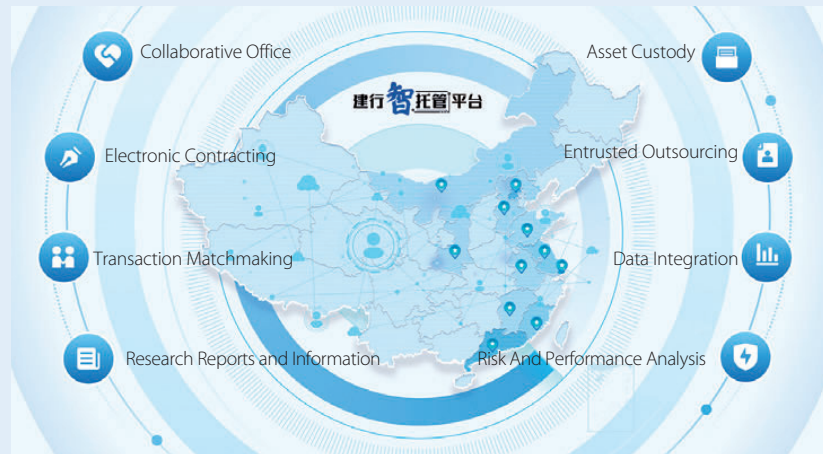 Collaborative Office
Asset Custody
建行智托管平台
Electronic Contracting
Entrusted Outsourcing
Transaction Matchmaking
Data Integration
Research Reports and Information
Risk And Performance Analysis